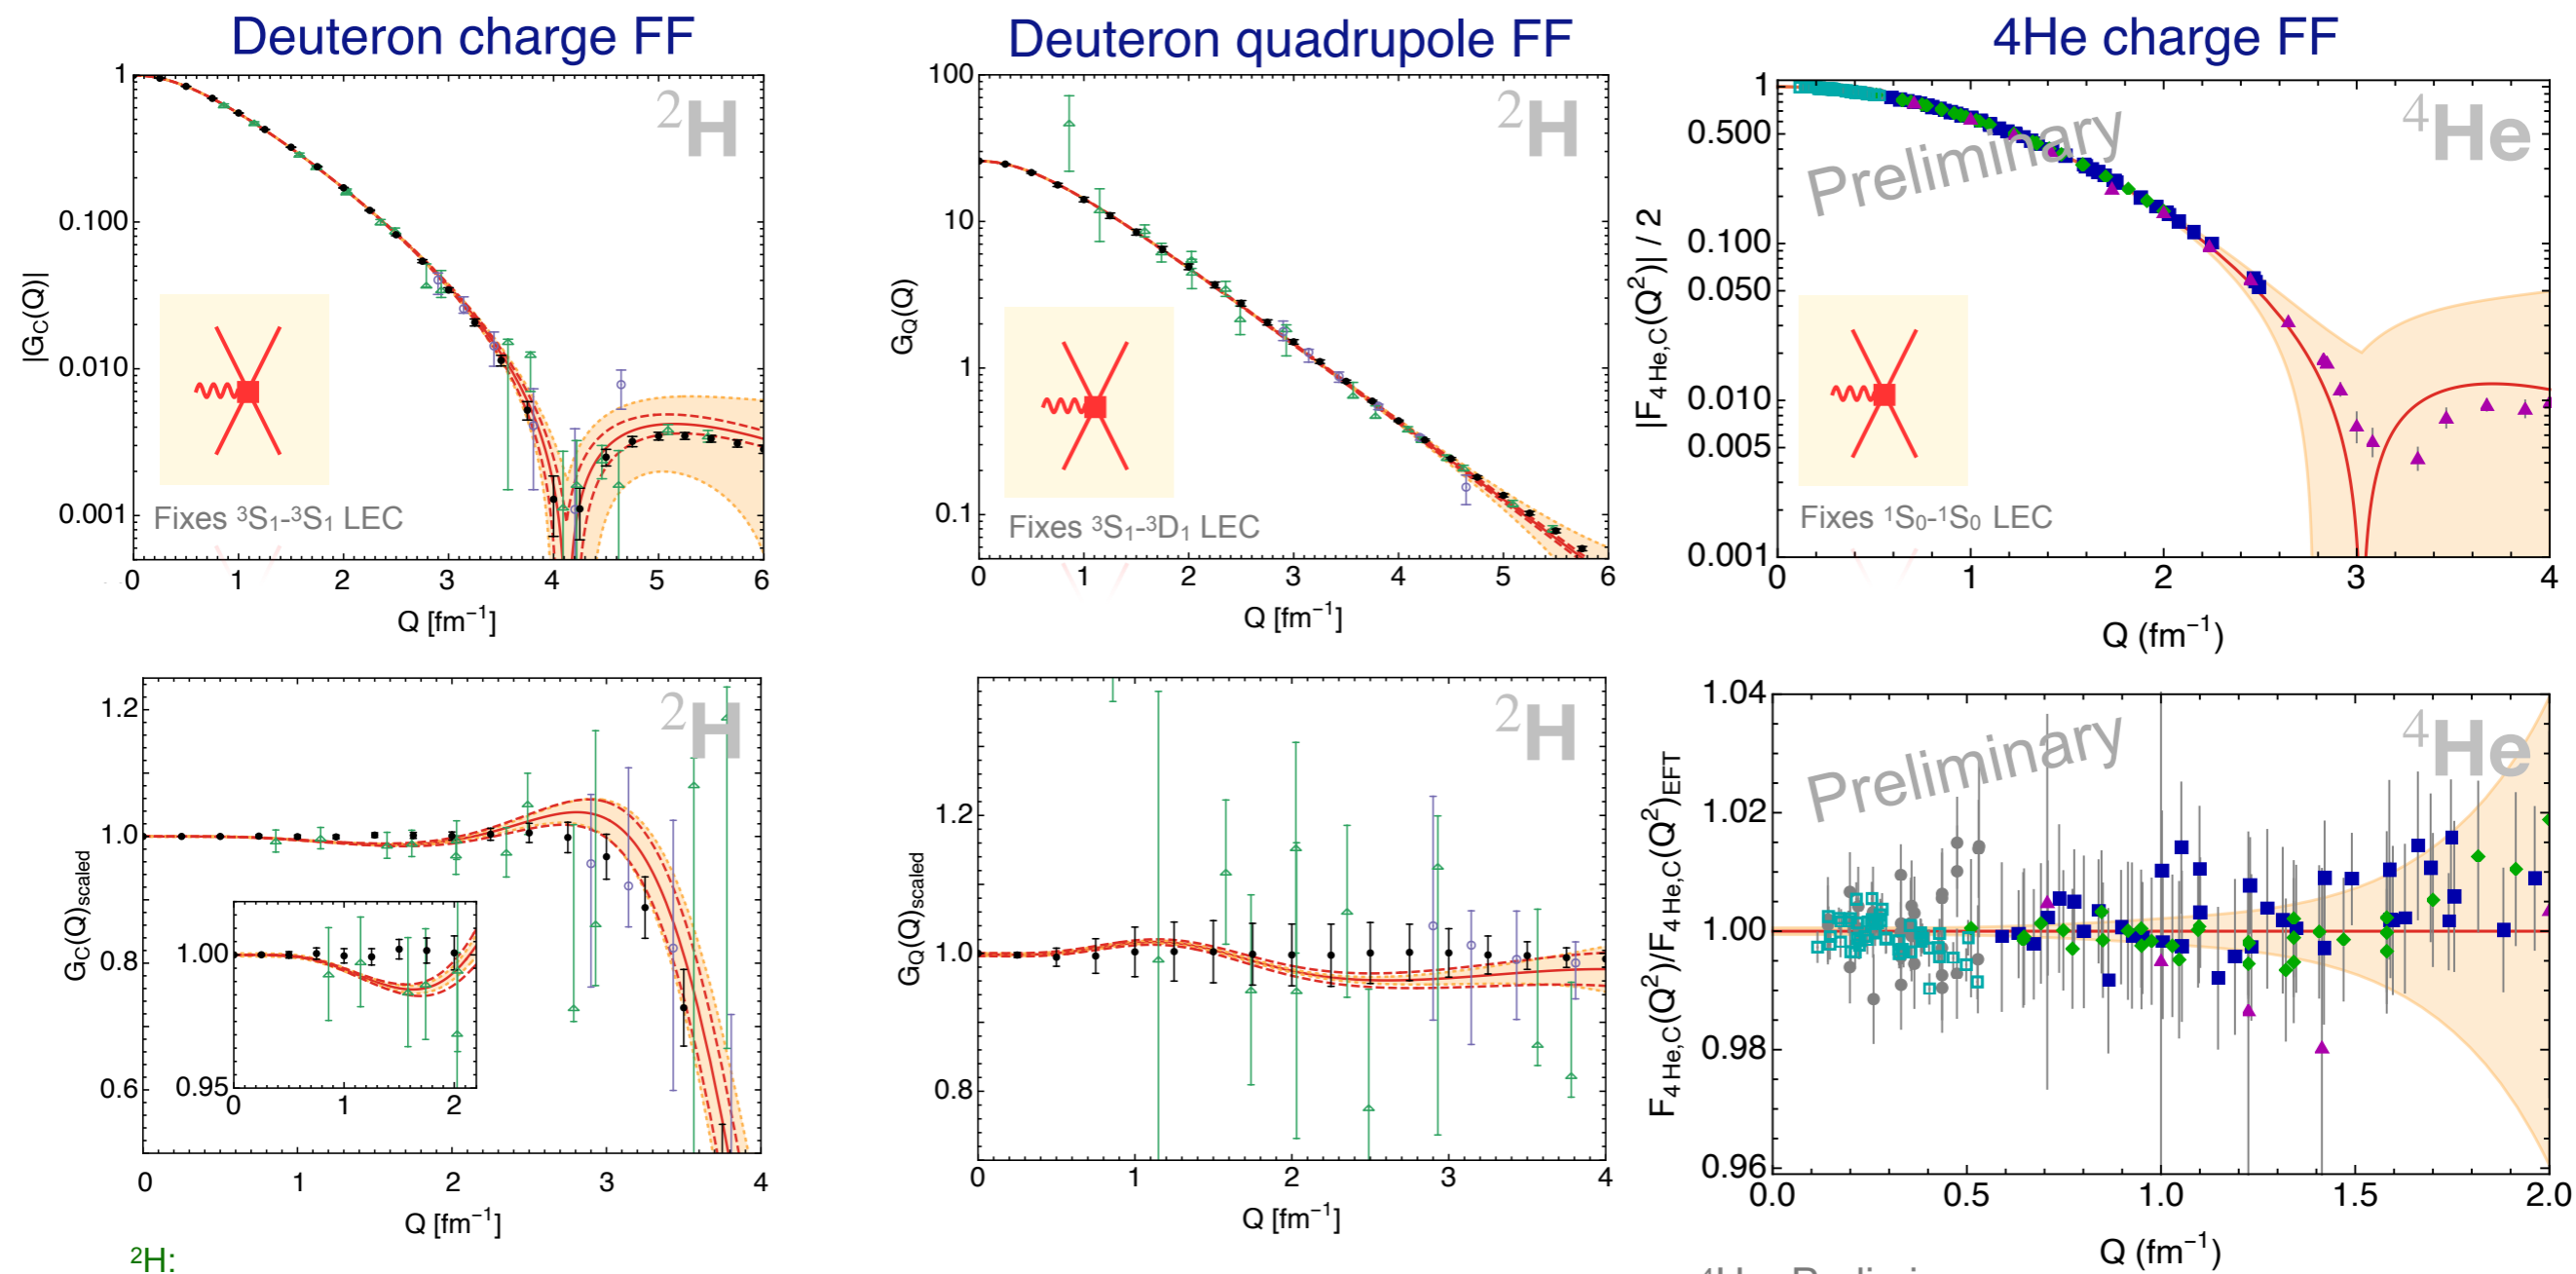 Deuteron charge FF
Deuteron quadrupole FF
4He charge FF
1
0.100
0.010
0.001
|G_C(Q)|
²H
Fixes ³S₁-³S₁ LEC
0 1 2 3 4 5 6
Q [fm⁻¹]
100
10
1
0.1
G_Q(Q)
²H
Fixes ³S₁-³D₁ LEC
0 1 2 3 4 5 6
Q [fm⁻¹]
1
0.500
0.100
0.050
0.010
0.005
0.001
|F_4He,C(Q²)| / 2
Preliminary
⁴He
Fixes ¹S₀-¹S₀ LEC
0 1 2 3 4
Q (fm⁻¹)
1.2
1.0
0.8
0.6
G_C(Q)scaled
²H
1.00
0.95
0 1 2
0 1 2 3 4
Q [fm⁻¹]
1.2
1.0
0.8
G_Q(Q)scaled
²H
0 1 2 3 4
Q [fm⁻¹]
1.04
1.02
1.00
0.98
0.96
F_4He,C(Q²)/F_4He,C(Q²)EFT
Preliminary
⁴He
0.0 0.5 1.0 1.5 2.0
Q (fm⁻¹)
²H: